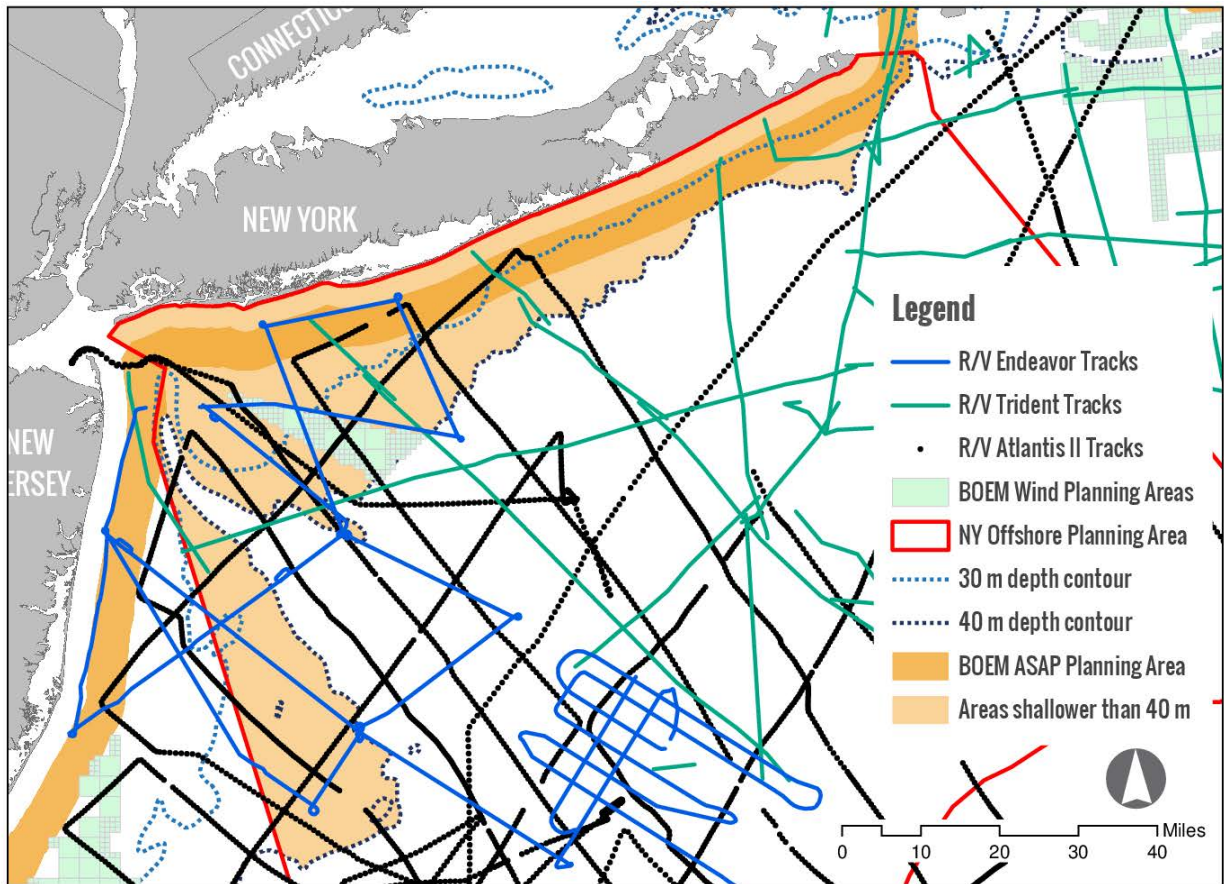 CONNECTIC
NEW YORK
NEW
ERSEY
Legend
R/V Endeavor Tracks
R/V Trident Tracks
R/V Atlantis II Tracks
BOEM Wind Planning Areas
NY Offshore Planning Area
30 m depth contour
40 m depth contour
BOEM ASAP Planning Area
Areas shallower than 40 m
Miles
0 10 20 30 40